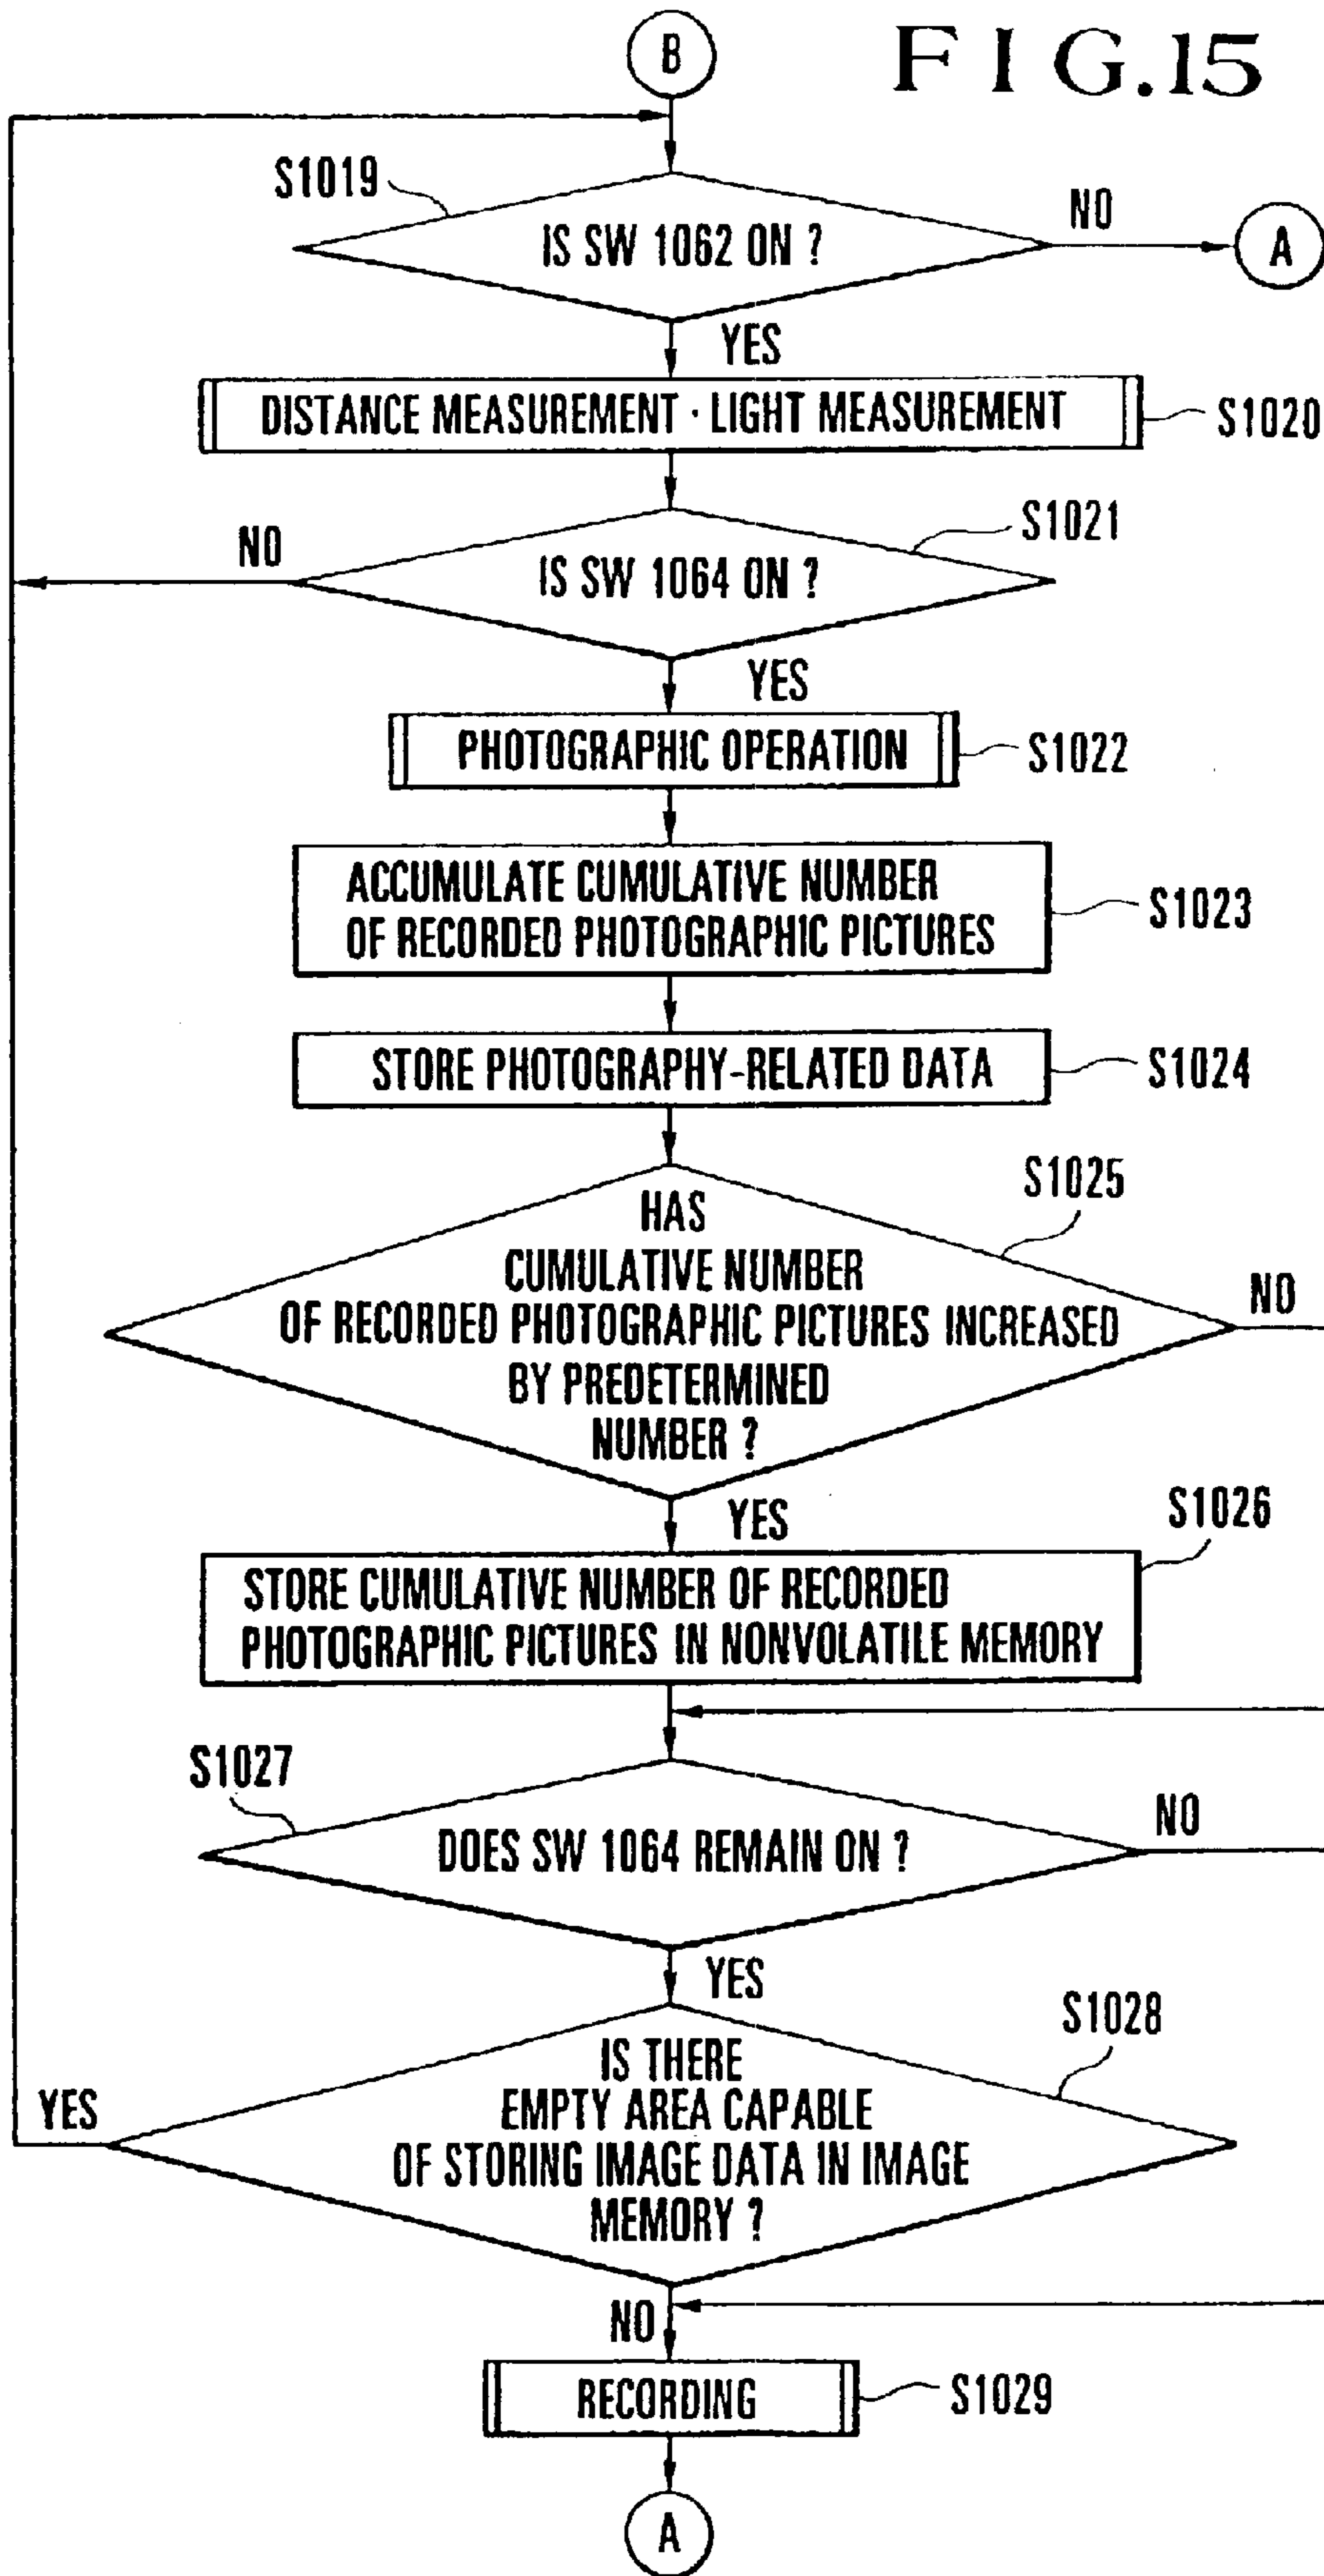 B
FIG.15
S1019
IS SW 1062 ON ?
NO
A
YES
DISTANCE MEASUREMENT · LIGHT MEASUREMENT
S1020
S1021
NO
IS SW 1064 ON ?
YES
PHOTOGRAPHIC OPERATION
S1022
ACCUMULATE CUMULATIVE NUMBER
OF RECORDED PHOTOGRAPHIC PICTURES
S1023
STORE PHOTOGRAPHY-RELATED DATA
S1024
S1025
HAS
CUMULATIVE NUMBER
OF RECORDED PHOTOGRAPHIC PICTURES INCREASED
BY PREDETERMINED
NUMBER ?
NO
YES
S1026
STORE CUMULATIVE NUMBER OF RECORDED
PHOTOGRAPHIC PICTURES IN NONVOLATILE MEMORY
S1027
DOES SW 1064 REMAIN ON ?
NO
YES
S1028
IS THERE
EMPTY AREA CAPABLE
OF STORING IMAGE DATA IN IMAGE
MEMORY ?
YES
NO
RECORDING
S1029
A